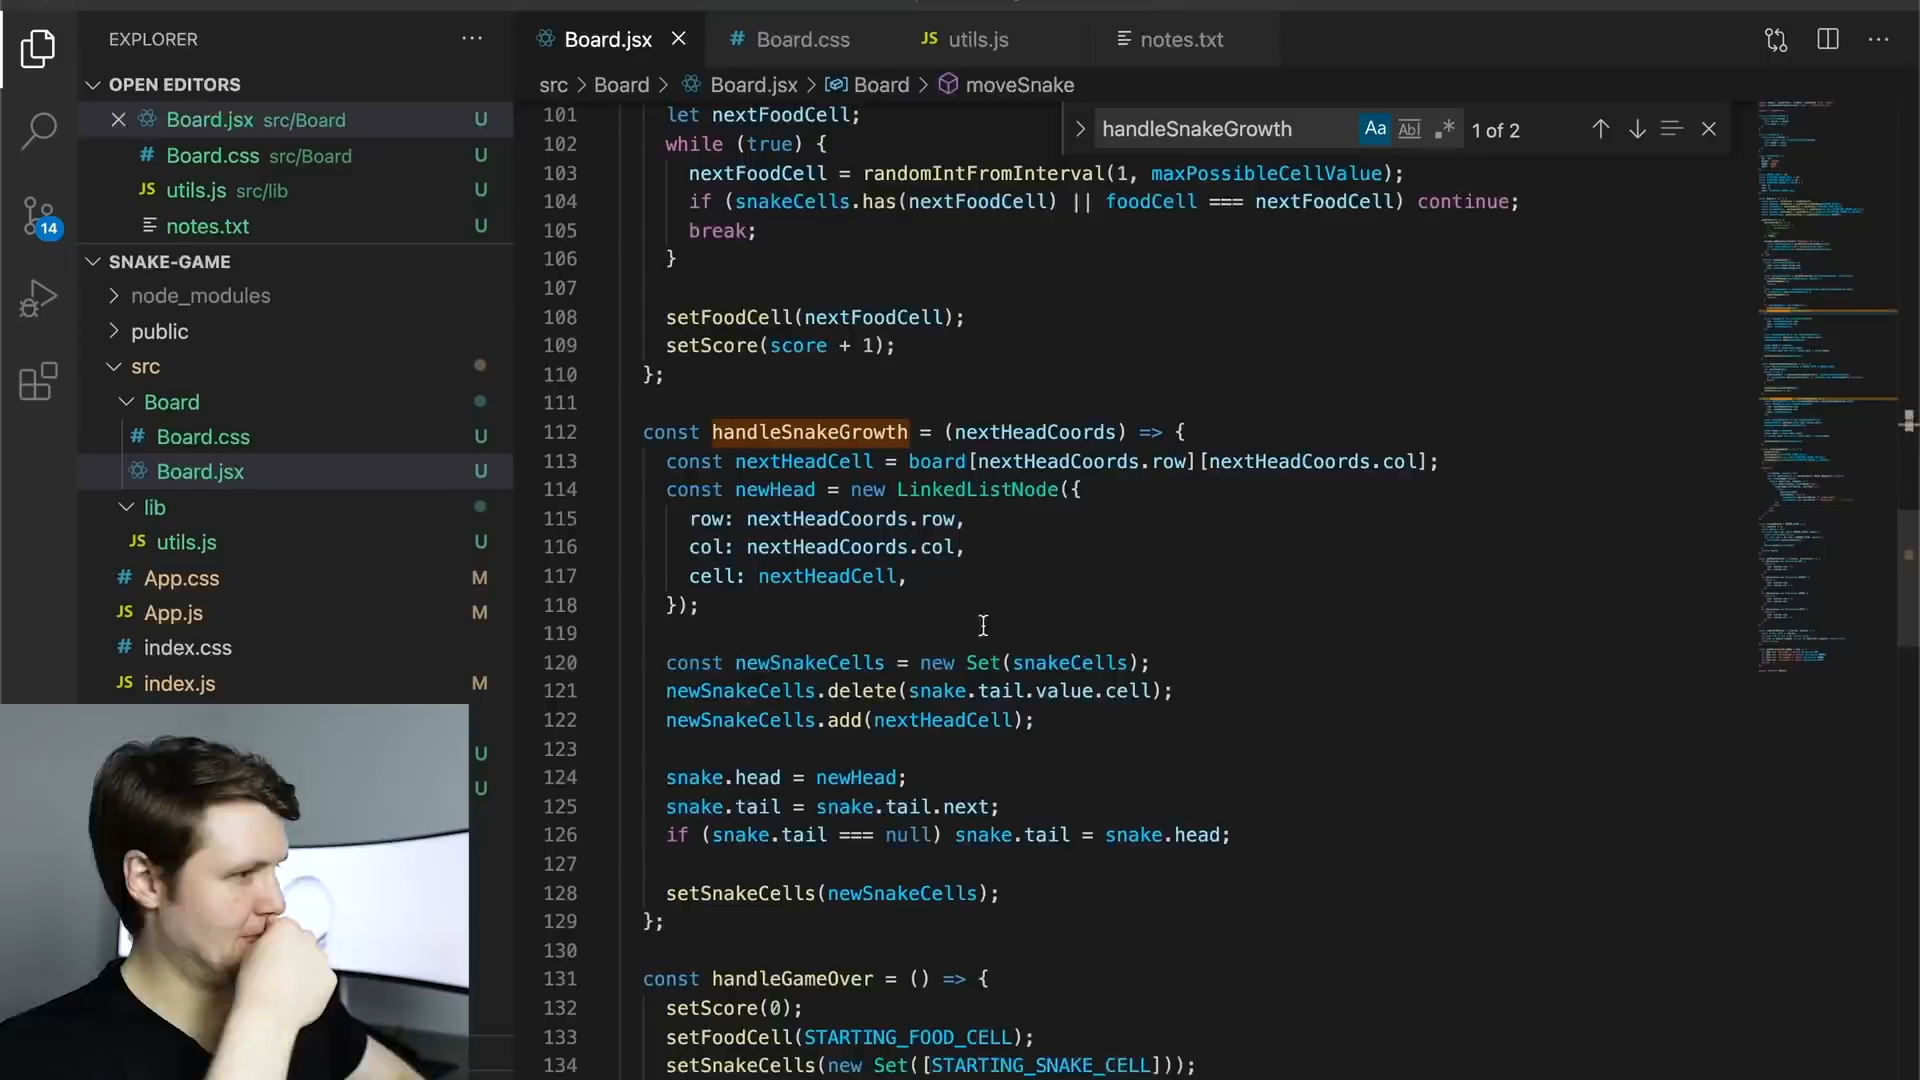 EXPLORER
OPEN EDITORS
Board.jsx src/Board U
Board.css src/Board U
JS utils.js src/lib U
notes.txt U
14
SNAKE-GAME
node_modules
public
src
Board
# Board.css U
Board.jsx U
lib
JS utils.js U
# App.css M
JS App.js M
# index.css
JS index.js M
U
U
Board.jsx
# Board.css
JS utils.js
notes.txt
src > Board > Board.jsx > Board > moveSnake
handleSnakeGrowth Aa Abl .* 1 of 2
101 let nextFoodCell;
102 while (true) {
103 nextFoodCell = randomIntFromInterval(1, maxPossibleCellValue);
104 if (snakeCells.has(nextFoodCell) || foodCell === nextFoodCell) continue;
105 break;
106 }
107
108 setFoodCell(nextFoodCell);
109 setScore(score + 1);
110 };
111
112 const handleSnakeGrowth = (nextHeadCoords) => {
113 const nextHeadCell = board[nextHeadCoords.row][nextHeadCoords.col];
114 const newHead = new LinkedListNode({
115 row: nextHeadCoords.row,
116 col: nextHeadCoords.col,
117 cell: nextHeadCell,
118 });
119
120 const newSnakeCells = new Set(snakeCells);
121 newSnakeCells.delete(snake.tail.value.cell);
122 newSnakeCells.add(nextHeadCell);
123
124 snake.head = newHead;
125 snake.tail = snake.tail.next;
126 if (snake.tail === null) snake.tail = snake.head;
127
128 setSnakeCells(newSnakeCells);
129 };
130
131 const handleGameOver = () => {
132 setScore(0);
133 setFoodCell(STARTING_FOOD_CELL);
134 setSnakeCells(new Set([STARTING_SNAKE_CELL]));